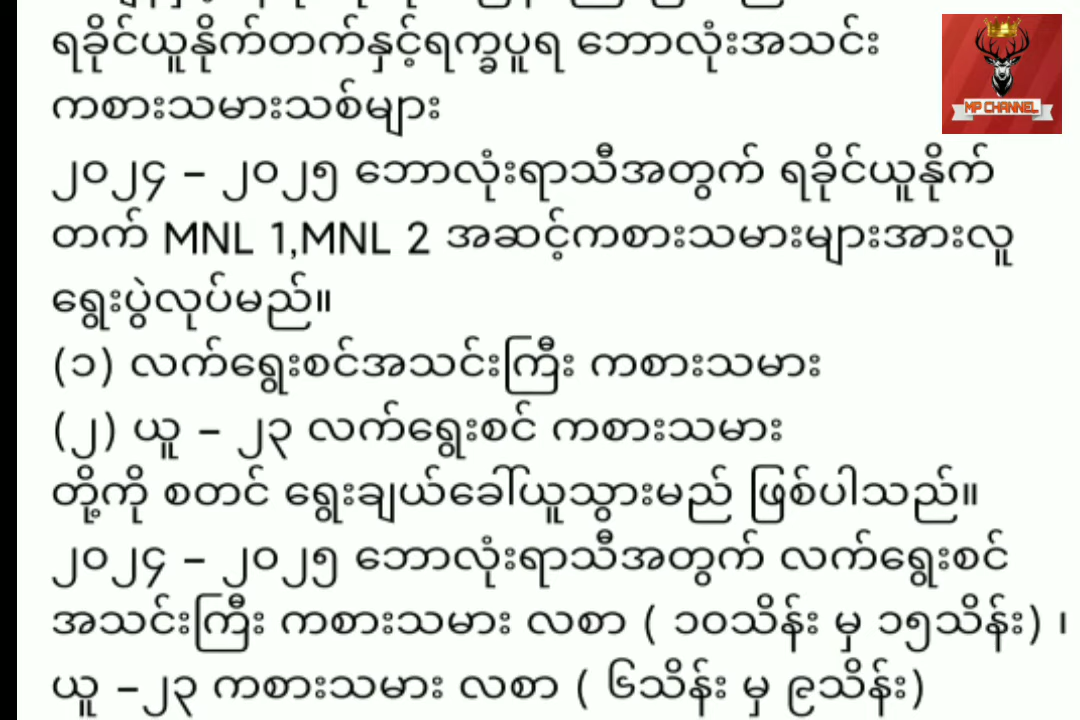 ရခိုင်ယူနိုက်တက်နှင့်ရက္ခပူရ ဘောလုံးအသင်း
ကစားသမားသစ်များ
၂၀၂၄ – ၂၀၂၅ ဘောလုံးရာသီအတွက် ရခိုင်ယူနိုက်
တက် MNL 1,MNL 2 အဆင့်ကစားသမားများအားလူ
ရွေးပွဲလုပ်မည်။
(၁) လက်ရွေးစင်အသင်းကြီး ကစားသမား
(၂) ယူ – ၂၃ လက်ရွေးစင် ကစားသမား
တို့ကို စတင် ရွေးချယ်ခေါ်ယူသွားမည် ဖြစ်ပါသည်။
၂၀၂၄ – ၂၀၂၅ ဘောလုံးရာသီအတွက် လက်ရွေးစင်
အသင်းကြီး ကစားသမား လစာ ( ၁၀သိန်း မှ ၁၅သိန်း) ၊
ယူ –၂၃ ကစားသမား လစာ ( ၆သိန်း မှ ၉သိန်း)
MP CHANNEL